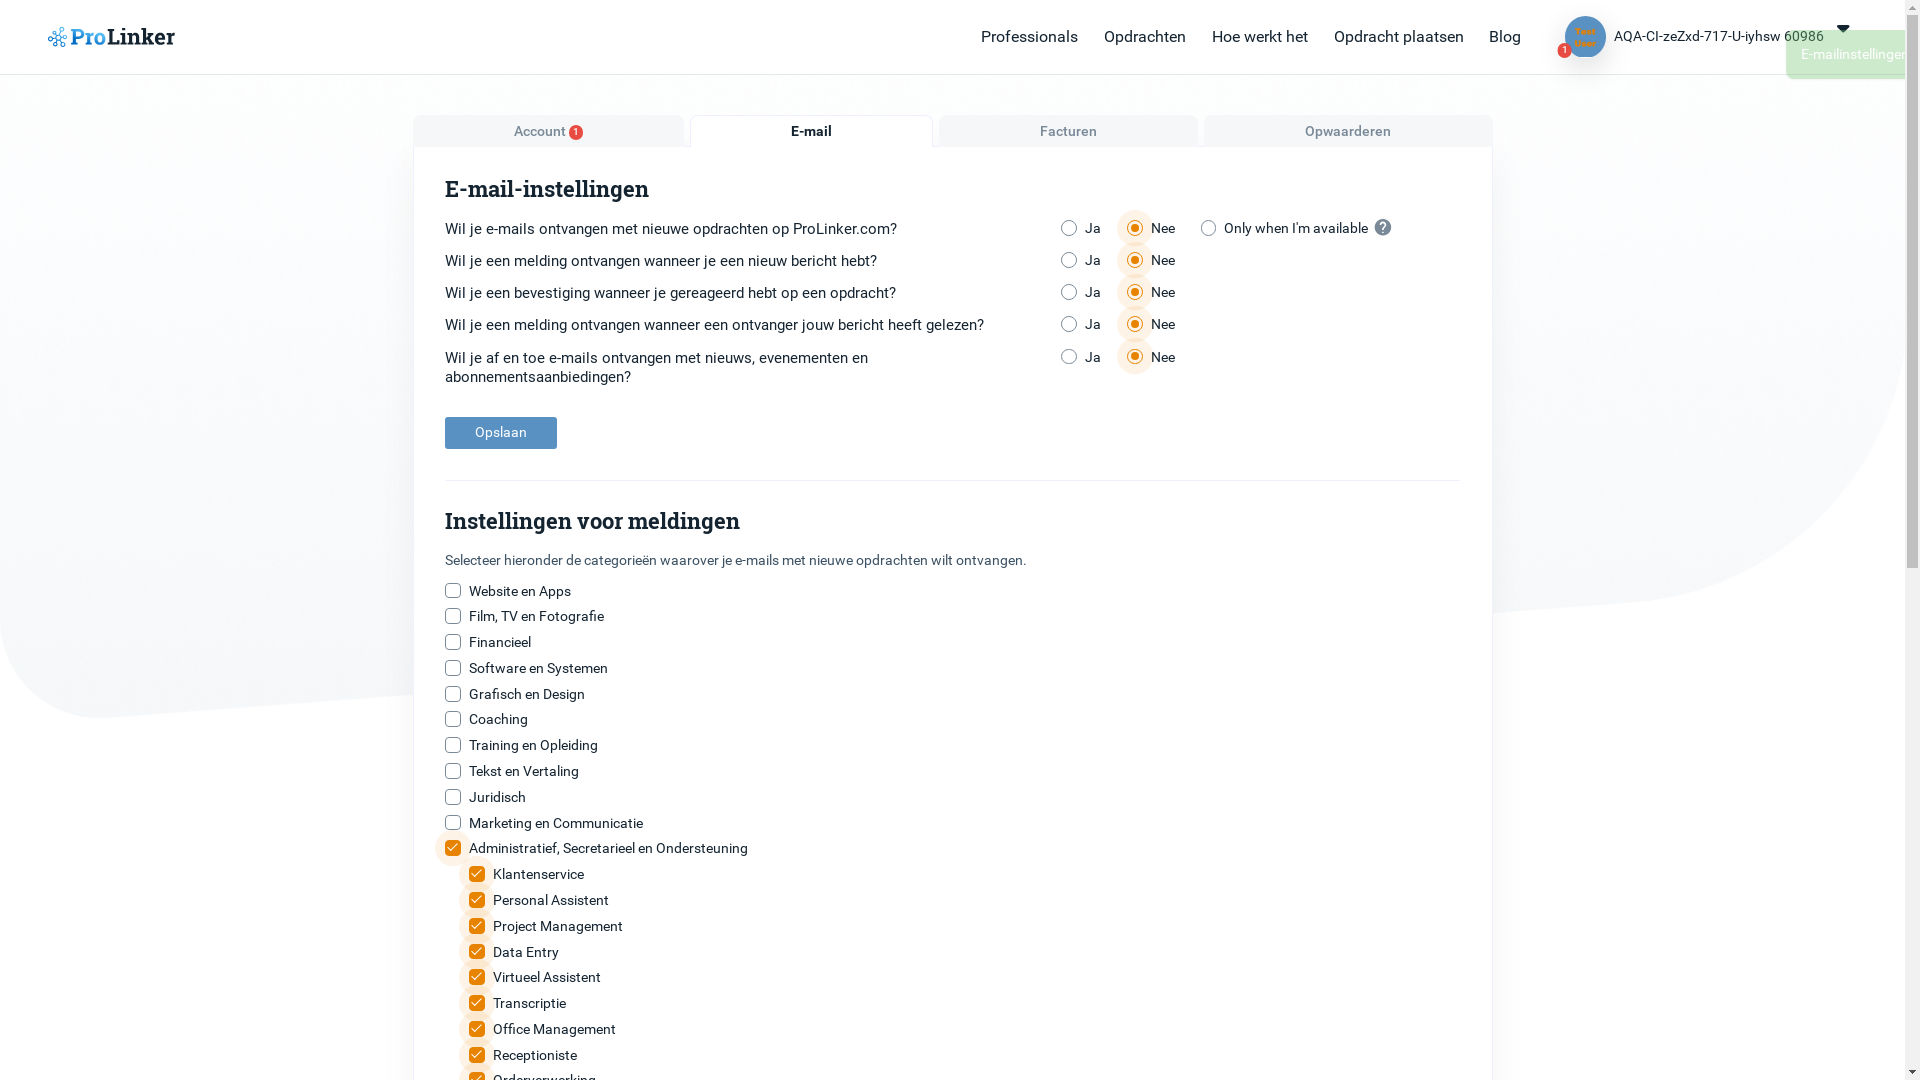 ProLinker
Professionals
Opdrachten
Hoe werkt het
Opdracht plaatsen
Blog
Test
User
1
AQA-CI-zeZxd-717-U-iyhsw 60986
E-mailinstellingen
Account 1
E-mail
Facturen
Opwaarderen
E-mail-instellingen
Wil je e-mails ontvangen met nieuwe opdrachten op ProLinker.com?
Ja
Nee
Only when I'm available
?
Wil je een melding ontvangen wanneer je een nieuw bericht hebt?
Ja
Nee
Wil je een bevestiging wanneer je gereageerd hebt op een opdracht?
Ja
Nee
Wil je een melding ontvangen wanneer een ontvanger jouw bericht heeft gelezen?
Ja
Nee
Wil je af en toe e-mails ontvangen met nieuws, evenementen en
abonnementsaanbiedingen?
Ja
Nee
Opslaan
Instellingen voor meldingen
Selecteer hieronder de categorieën waarover je e-mails met nieuwe opdrachten wilt ontvangen.
Website en Apps
Film, TV en Fotografie
Financieel
Software en Systemen
Grafisch en Design
Coaching
Training en Opleiding
Tekst en Vertaling
Juridisch
Marketing en Communicatie
Administratief, Secretarieel en Ondersteuning
Klantenservice
Personal Assistent
Project Management
Data Entry
Virtueel Assistent
Transcriptie
Office Management
Receptioniste
Orderverwerking